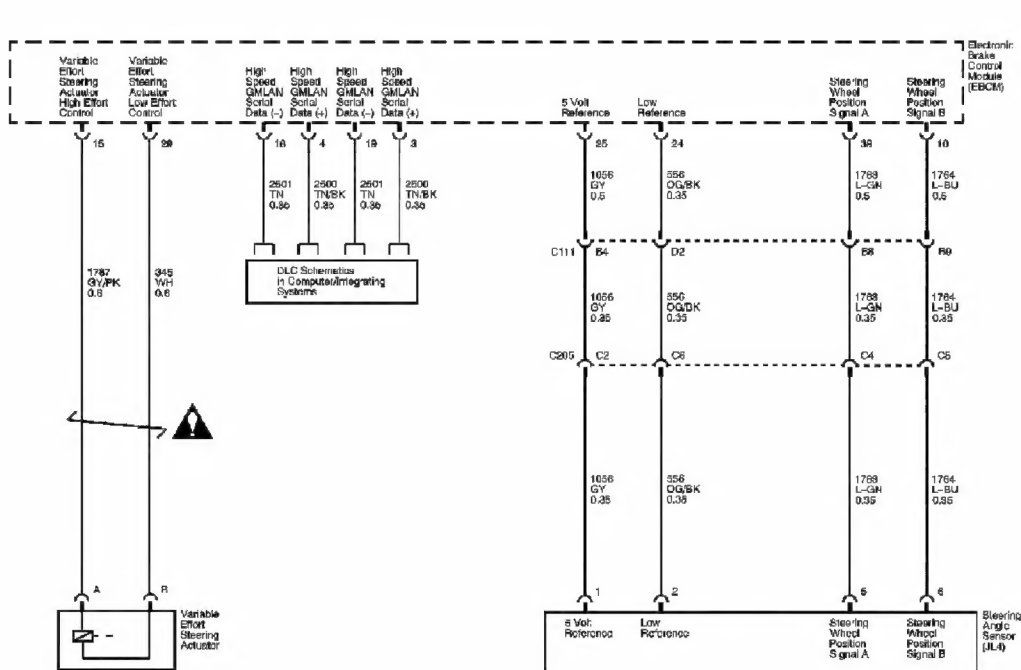 Electronic
Brake
Control
Module
(EBCM)
Variable
Effort
Steering
Actuator
High Effort
Control
Variable
Effort
Steering
Actuator
Low Effort
Control
High
Speed
GMLAN
Serial
Data (-)
High
Speed
GMLAN
Serial
Data (+)
High
Speed
GMLAN
Serial
Data (-)
High
Speed
GMLAN
Serial
Data (+)
5 Volt
Reference
Low
Reference
Steering
Wheel
Position
Signal A
Steering
Wheel
Position
Signal B
15
29
16
4
19
3
25
24
39
10
2501
TN
0.35
2500
TN/BK
0.35
2501
TN
0.35
2500
TN/BK
0.35
1056
GY
0.5
556
OG/BK
0.35
1763
L-GN
0.5
1764
L-BU
0.5
C111
B4
D2
B8
B9
DLC Schematics
in Computer/Integrating
Systems
1787
GY/PK
0.8
345
WH
0.8
1056
GY
0.35
556
OG/BK
0.35
1763
L-GN
0.35
1764
L-BU
0.35
C205
C2
C6
C4
C5
1056
GY
0.35
556
OG/BK
0.35
1763
L-GN
0.35
1764
L-BU
0.35
A
B
1
2
5
6
Variable
Effort
Steering
Actuator
5 Volt
Reference
Low
Reference
Steering
Wheel
Position
Signal A
Steering
Wheel
Position
Signal B
Steering
Angle
Sensor
(JL4)